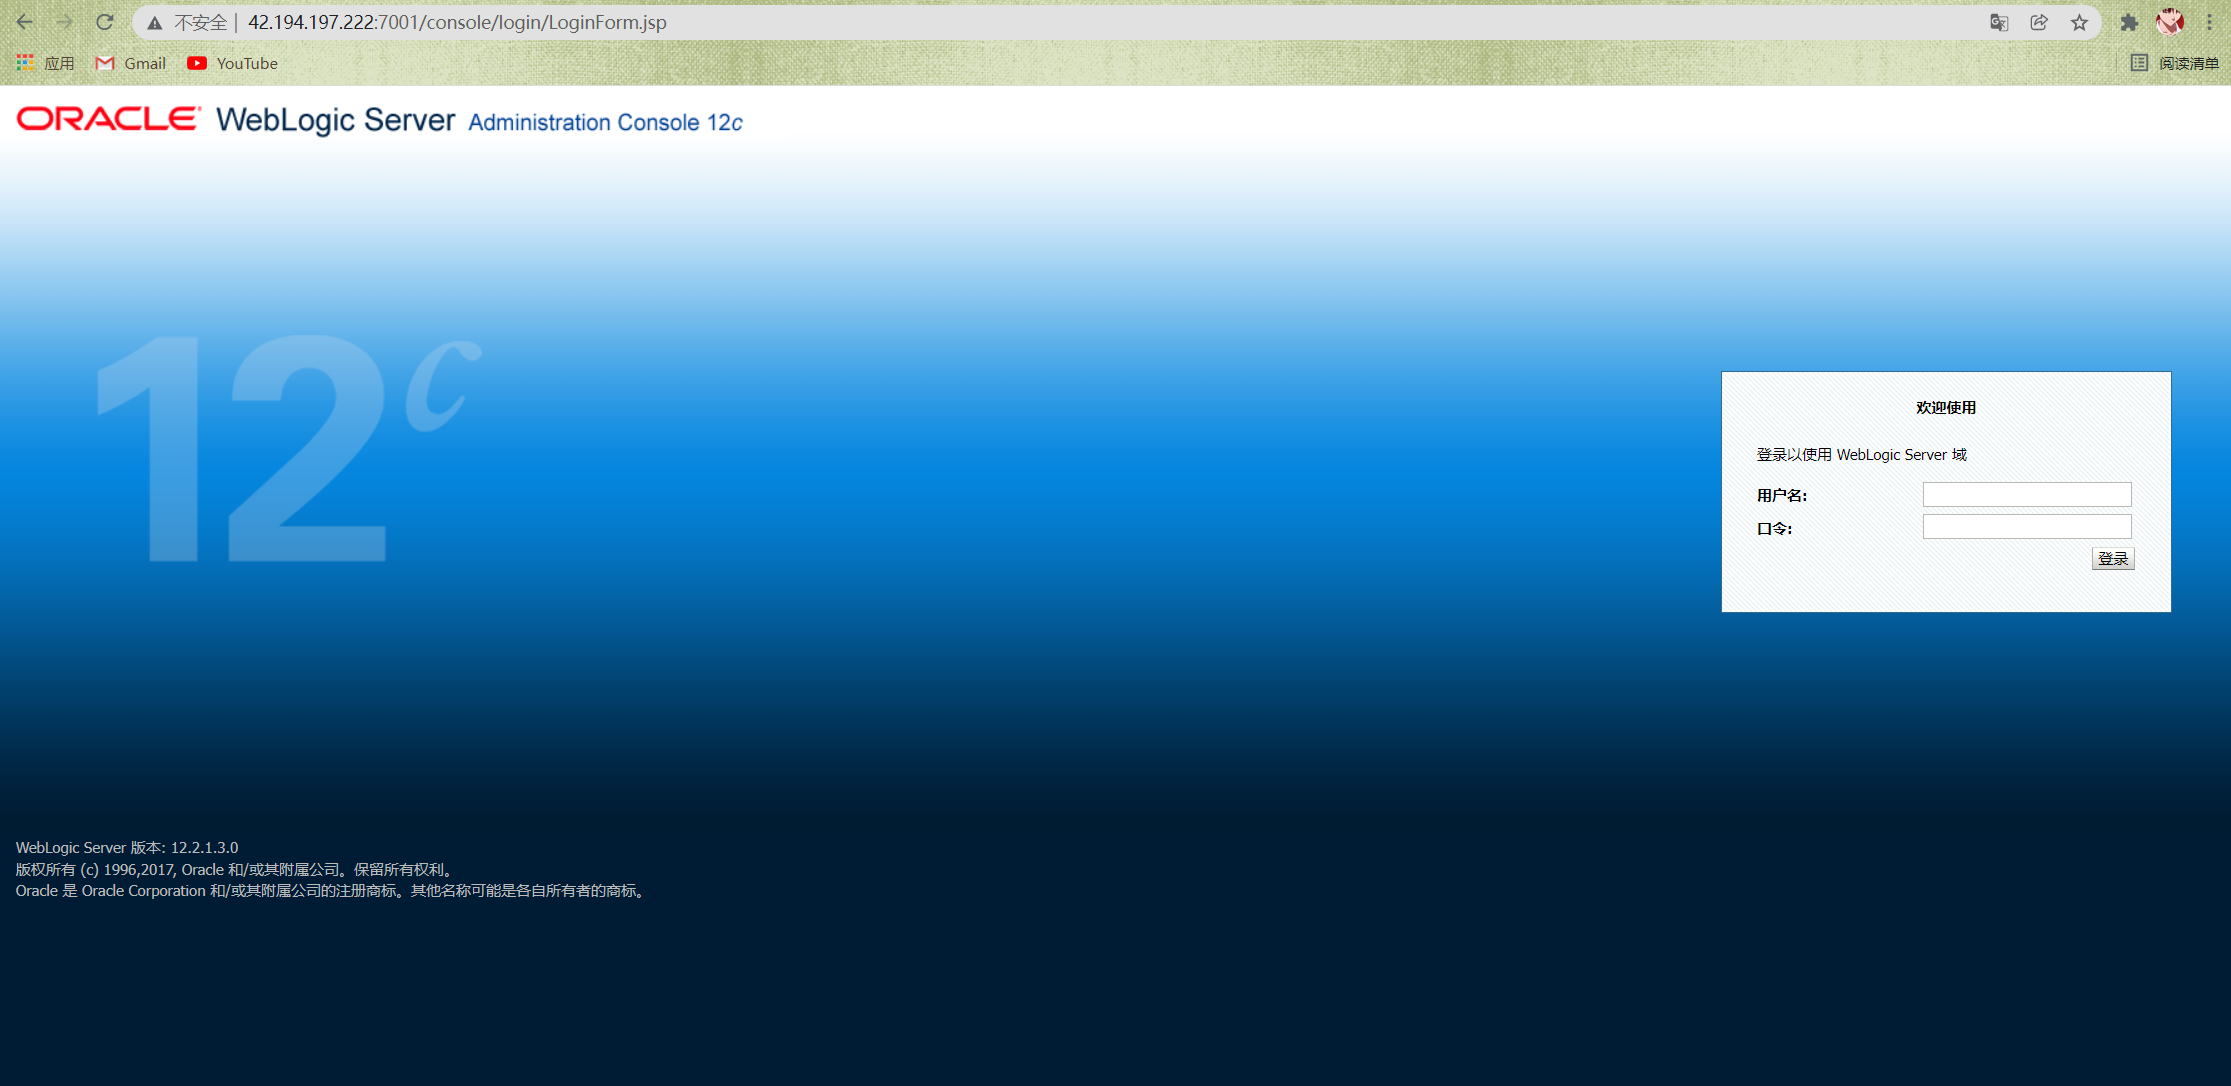 不安全 | 42.194.197.222:7001/console/login/LoginForm.jsp
应用 Gmail YouTube 阅读清单
ORACLE WebLogic Server Administration Console 12c
12c
欢迎使用
登录以使用 WebLogic Server 域
用户名:
口令:
登录
WebLogic Server 版本: 12.2.1.3.0
版权所有 (c) 1996,2017, Oracle 和/或其附属公司。保留所有权利。
Oracle 是 Oracle Corporation 和/或其附属公司的注册商标。其他名称可能是各自所有者的商标。